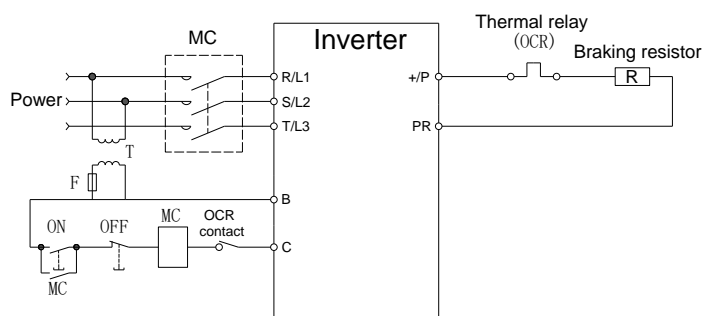 MC
Inverter
Thermal relay
(OCR)
Braking resistor
R/L1
+/P
R
Power
S/L2
T/L3
PR
T
F
B
ON
OFF
MC
OCR
contact
C
MC